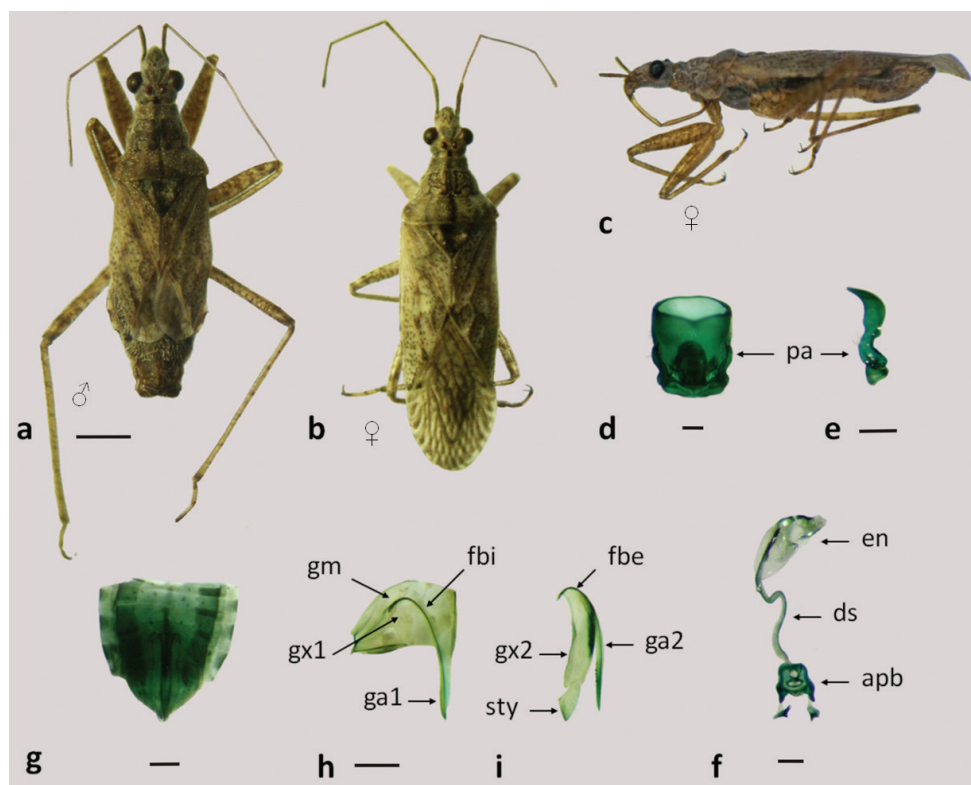 c
♀
a
♂
b
♀
pa
d
e
en
ds
apb
f
gm
fbi
gx1
ga1
h
fbe
gx2
ga2
sty
i
g